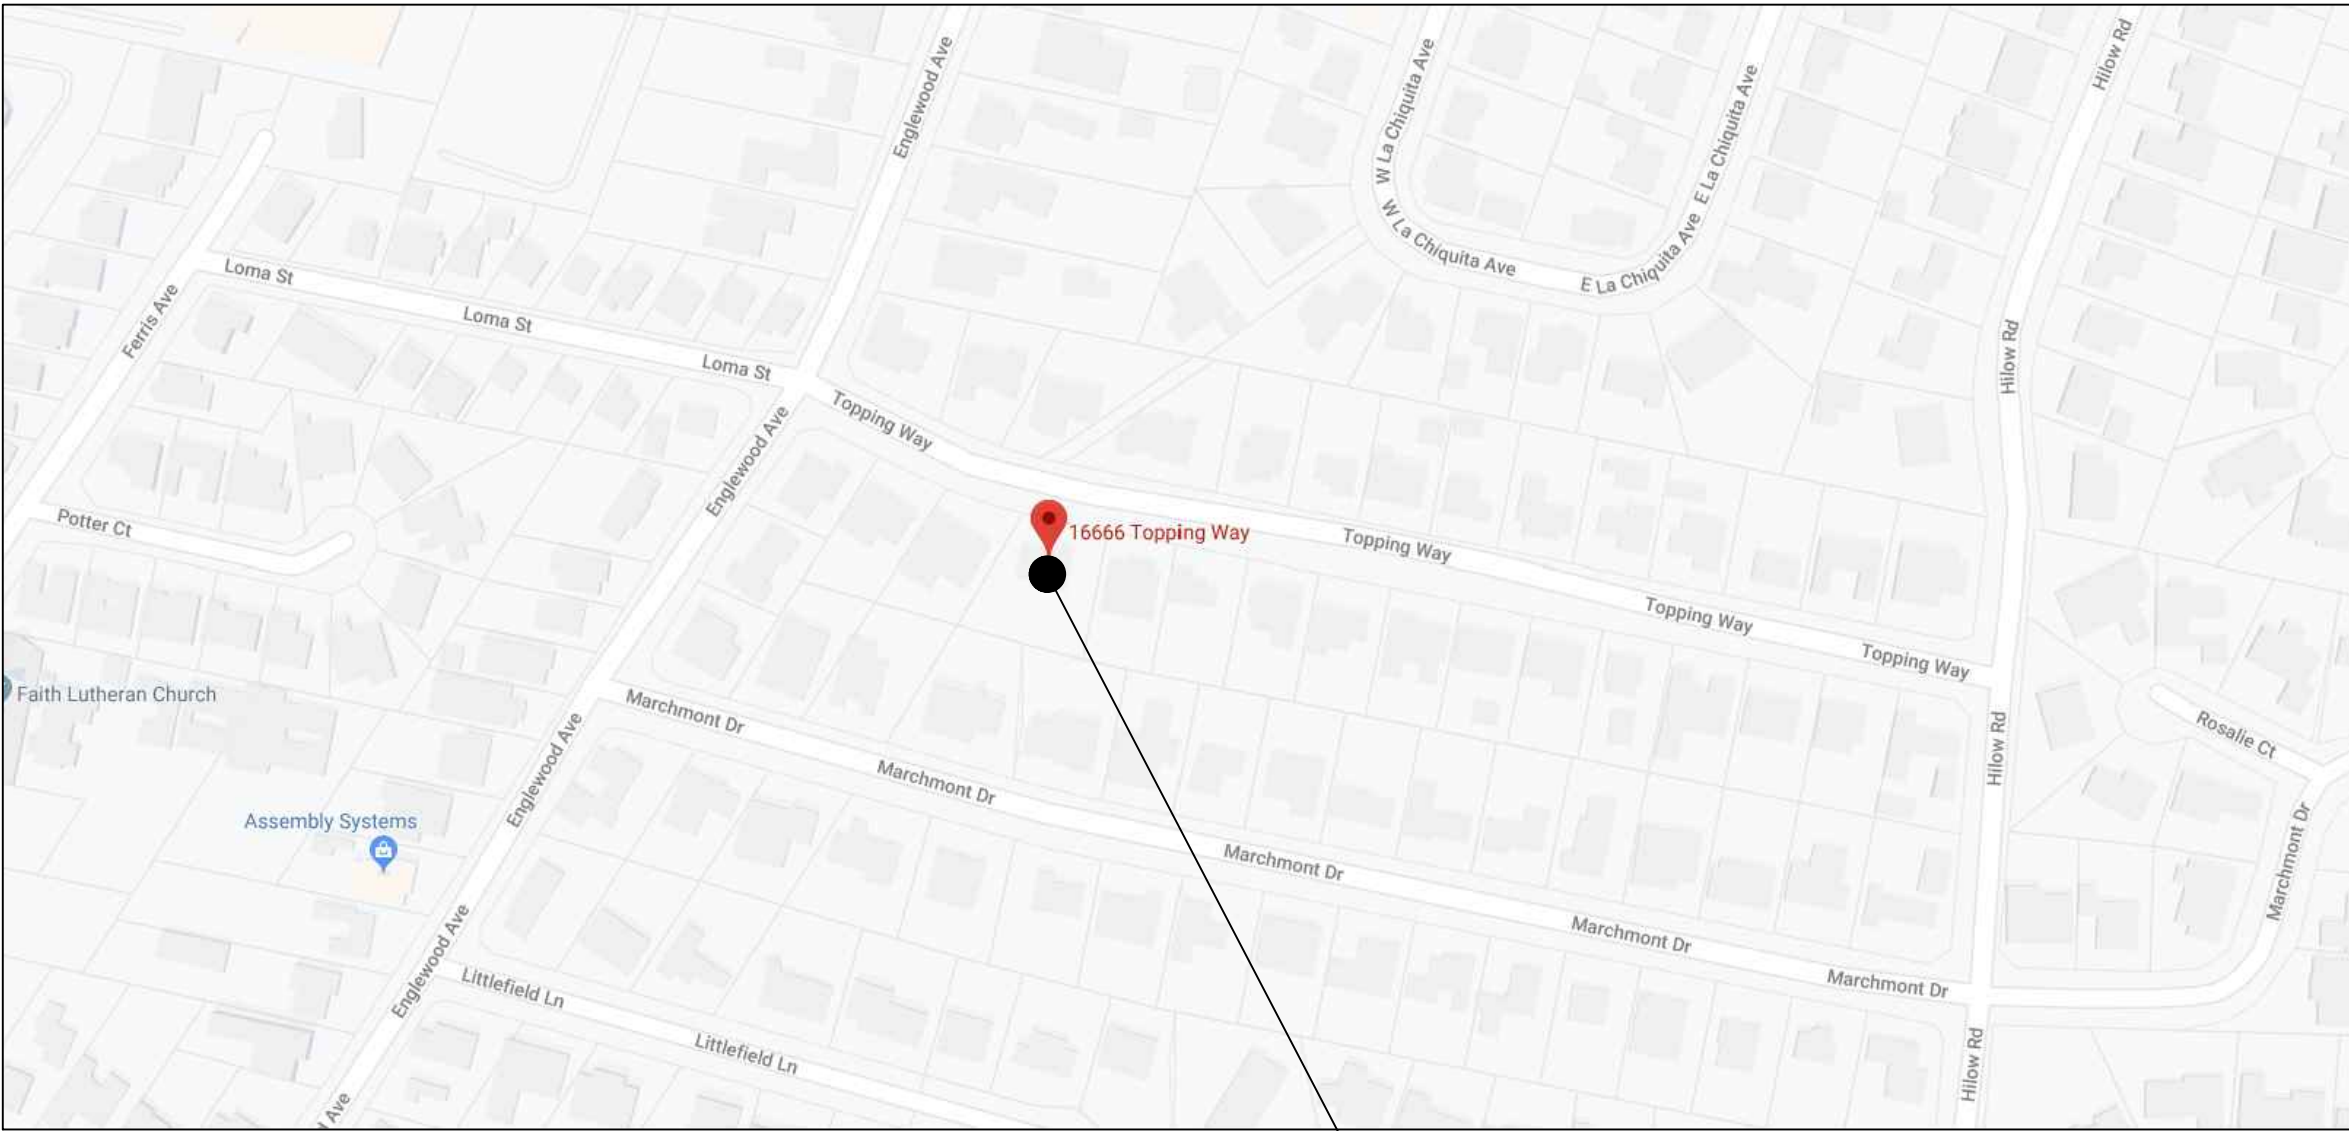 Hilow Rd
Englewood Ave
W La Chiquita Ave
E La Chiquita Ave
W La Chiquita Ave
E La Chiquita Ave
Loma St
Ferris Ave
Loma St
Loma St
Hilow Rd
Topping Way
Englewood Ave
Potter Ct
16666 Topping Way
Topping Way
Topping Way
Topping Way
Faith Lutheran Church
Marchmont Dr
Hilow Rd
Rosalie Ct
Englewood Ave
Marchmont Dr
Assembly Systems
Marchmont Dr
Marchmont Dr
Marchmont Dr
Englewood Ave
Marchmont Dr
Littlefield Ln
Littlefield Ln
Hilow Rd
Ave